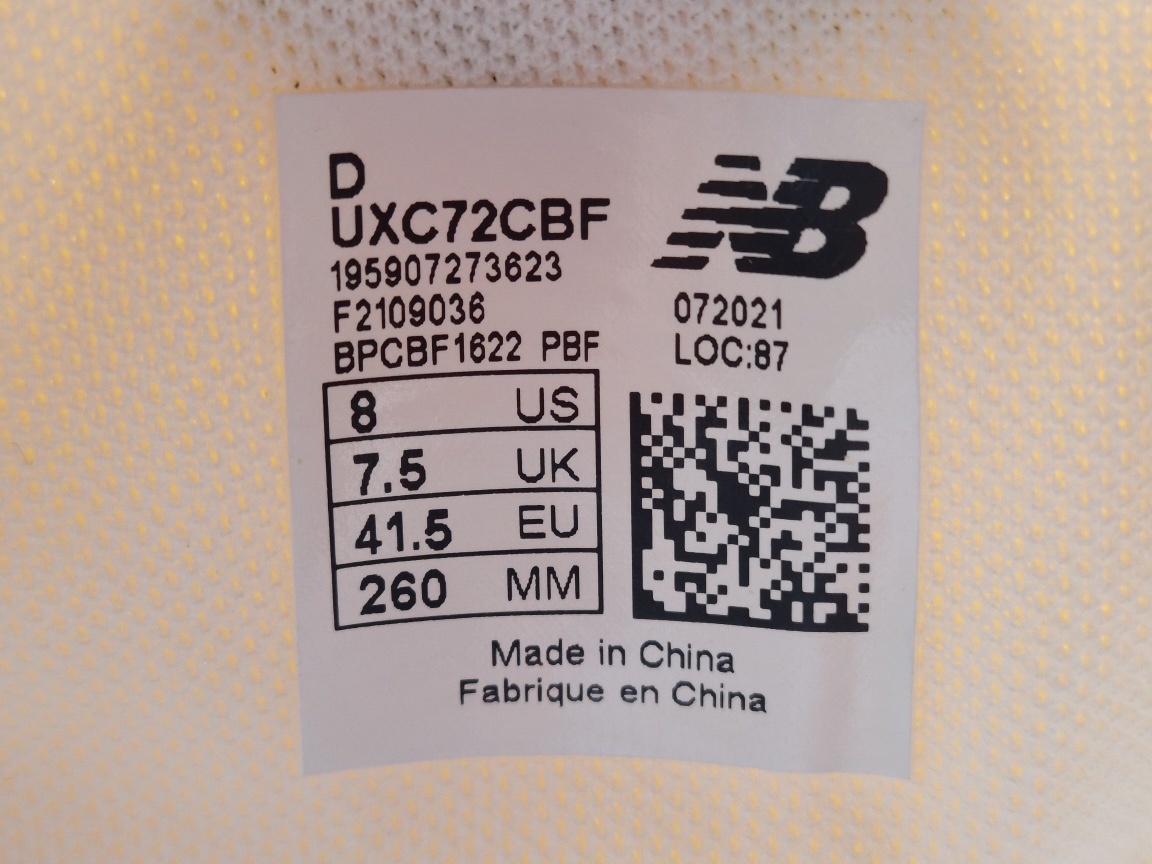 D
UXC72CBF
195907273623
F2109036
BPCBF1622 PBF
NB
072021
LOC:87
8 US
7.5 UK
41.5 EU
260 MM
Made in China
Fabrique en China